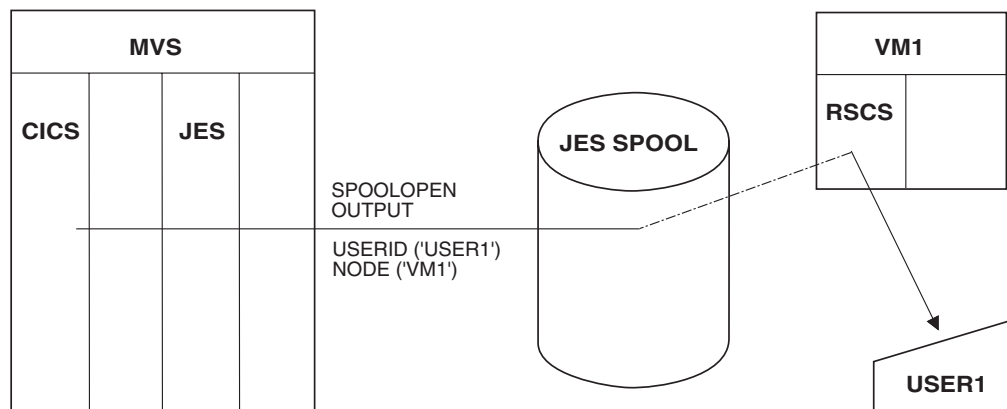 MVS
VM1
CICS
JES
JES SPOOL
RSCS
SPOOLOPEN
OUTPUT
USERID ('USER1')
NODE ('VM1')
USER1